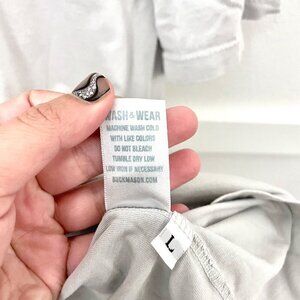 WASH & WEAR
MACHINE WASH COLD
WITH LIKE COLORS
DO NOT BLEACH
TUMBLE DRY LOW
LOW IRON IF NECESSARY
BUCKMASON.COM
L